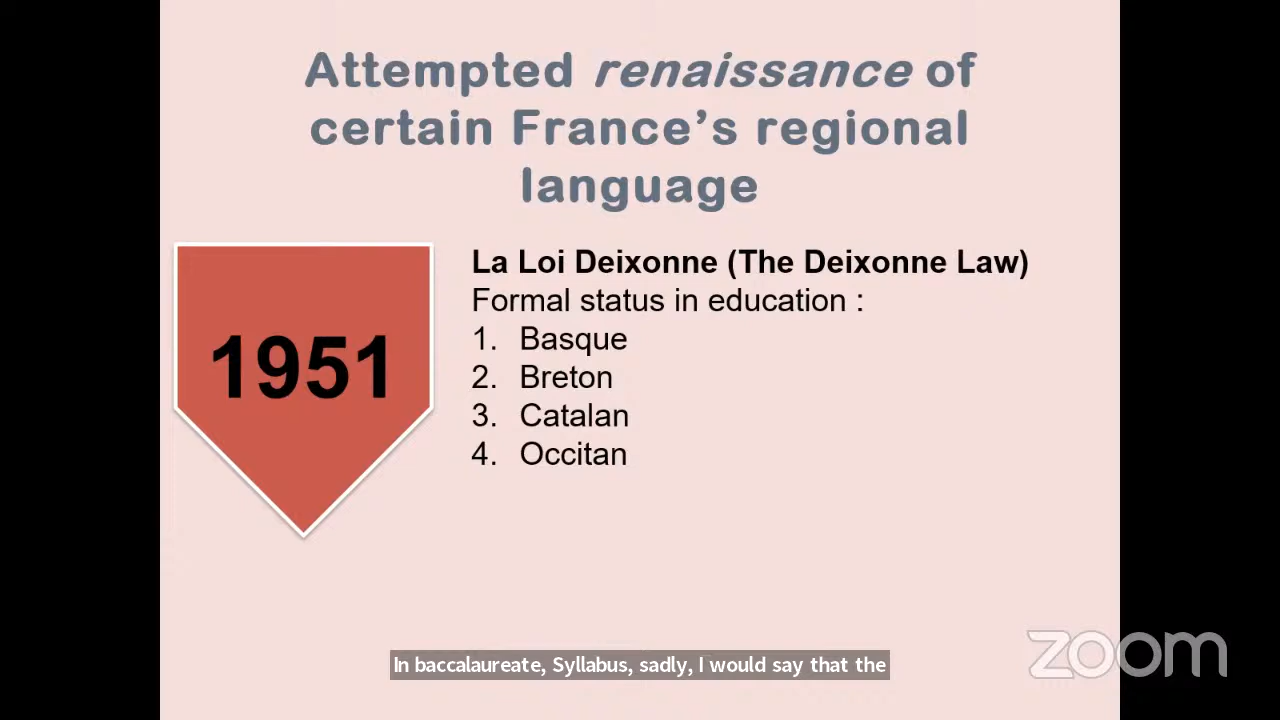 Attempted renaissance of
certain France’s regional
language
1951
La Loi Deixonne (The Deixonne Law)
Formal status in education :
1. Basque
2. Breton
3. Catalan
4. Occitan
In baccalaureate, Syllabus, sadly, I would say that the
zoom